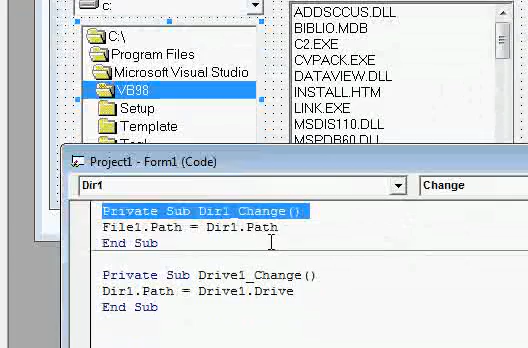 c:
C:\
Program Files
Microsoft Visual Studio
VB98
Setup
Template
ADDSCCUS.DLL
BIBLIO.MDB
C2.EXE
CVPACK.EXE
DATAVIEW.DLL
INSTALL.HTM
LINK.EXE
MSDIS110.DLL
MSPDB60.DLL
Project1 - Form1 (Code)
Dir1
Change
Private Sub Dir1_Change()
File1.Path = Dir1.Path
End Sub
Private Sub Drive1_Change()
Dir1.Path = Drive1.Drive
End Sub